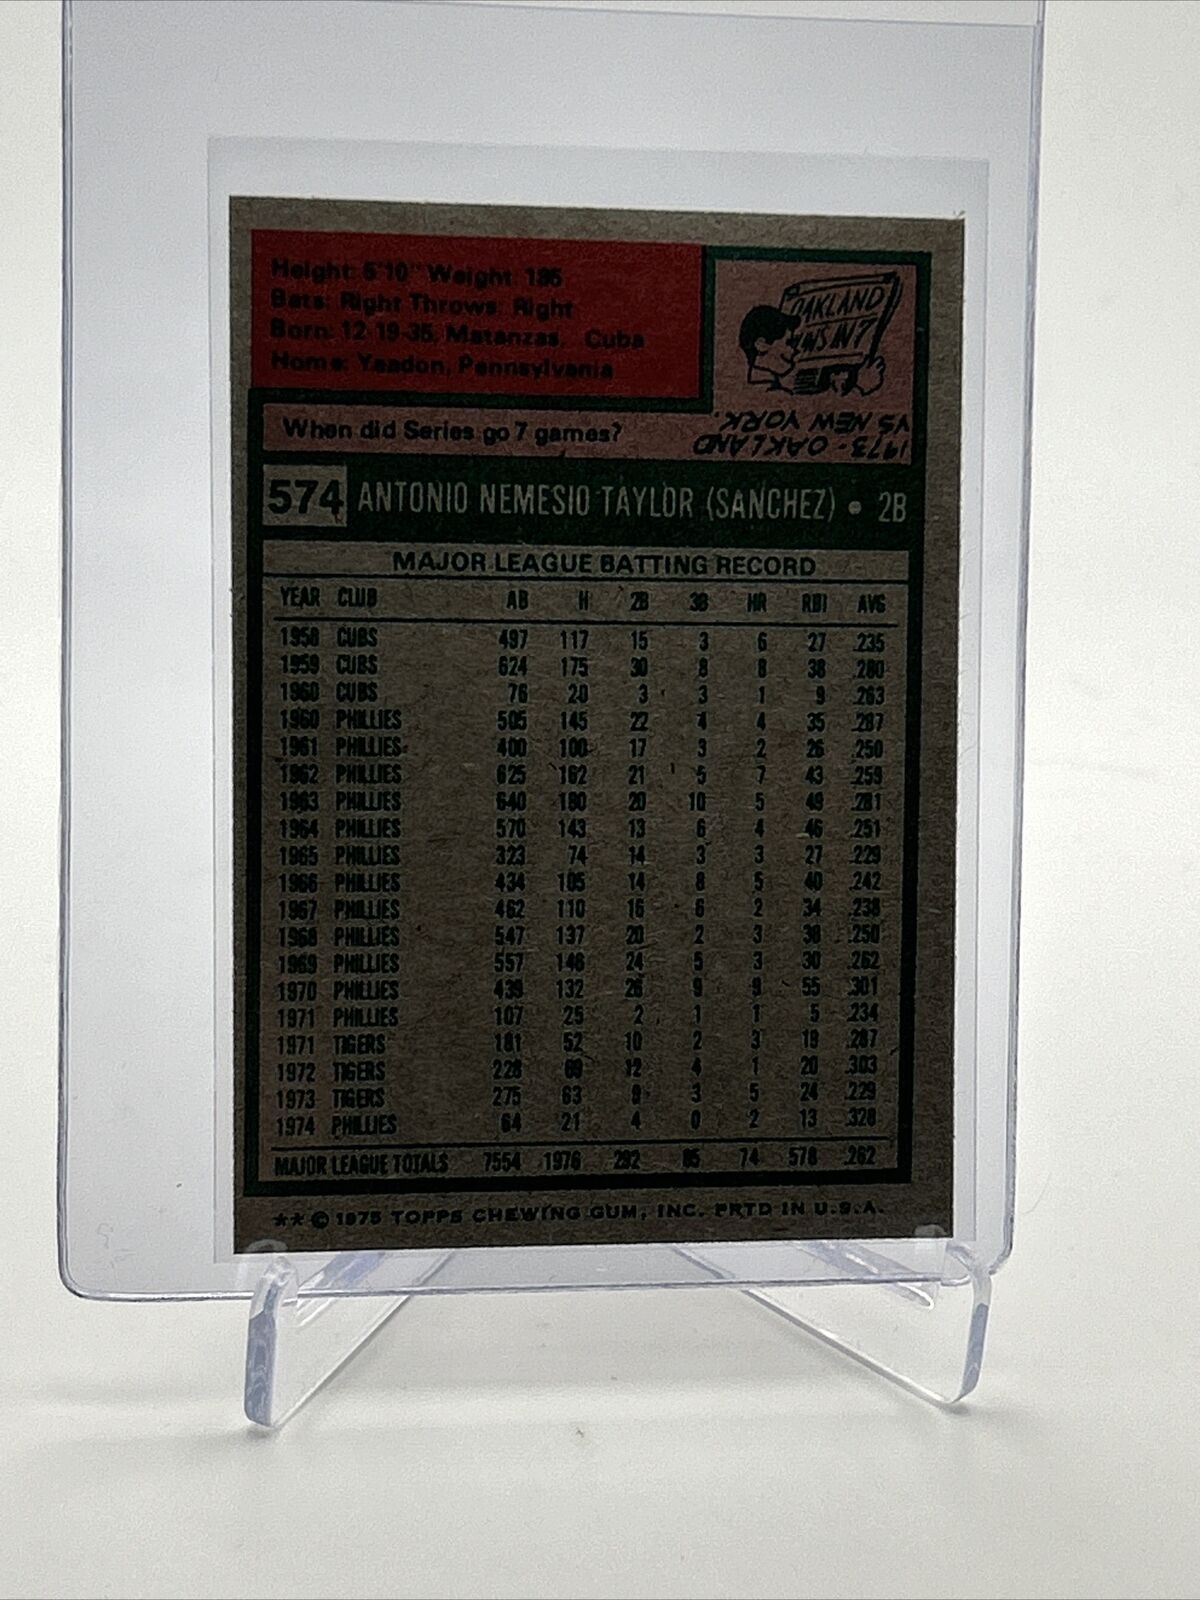 Height: 5'10" Weight: 185
Bats: Right Throws: Right
Born: 12-19-35, Matanzas, Cuba
Home: Yeadon, Pennsylvania
OAKLAND
WINS IN 7
When did Series go 7 games?
1973-OAKLAND
VS NEW YORK.
574 ANTONIO NEMESIO TAYLOR (SANCHEZ) • 2B
MAJOR LEAGUE BATTING RECORD
YEAR CLUB AB H 2B 3B HR RBI AVG
1958 CUBS 497 117 15 3 6 27 .235
1959 CUBS 624 175 30 8 8 38 .280
1960 CUBS 76 20 3 3 1 9 .263
1960 PHILLIES 505 145 22 4 4 35 .287
1961 PHILLIES 400 100 17 3 2 26 .250
1962 PHILLIES 625 162 21 5 7 43 .259
1963 PHILLIES 640 180 20 10 5 49 .281
1964 PHILLIES 570 143 13 6 4 46 .251
1965 PHILLIES 323 74 14 3 3 27 .229
1966 PHILLIES 434 105 14 8 5 40 .242
1967 PHILLIES 462 110 16 6 2 34 .238
1968 PHILLIES 547 137 20 2 3 38 .250
1969 PHILLIES 557 146 24 5 3 30 .262
1970 PHILLIES 439 132 26 9 9 55 .301
1971 PHILLIES 107 25 2 1 1 5 .234
1971 TIGERS 181 52 10 2 3 19 .287
1972 TIGERS 228 69 12 4 1 20 .303
1973 TIGERS 275 63 9 3 5 24 .229
1974 PHILLIES 64 21 4 0 2 13 .328
MAJOR LEAGUE TOTALS 7554 1976 292 85 74 578 .262
** © 1975 TOPPS CHEWING GUM, INC. PRTD IN U.S.A.